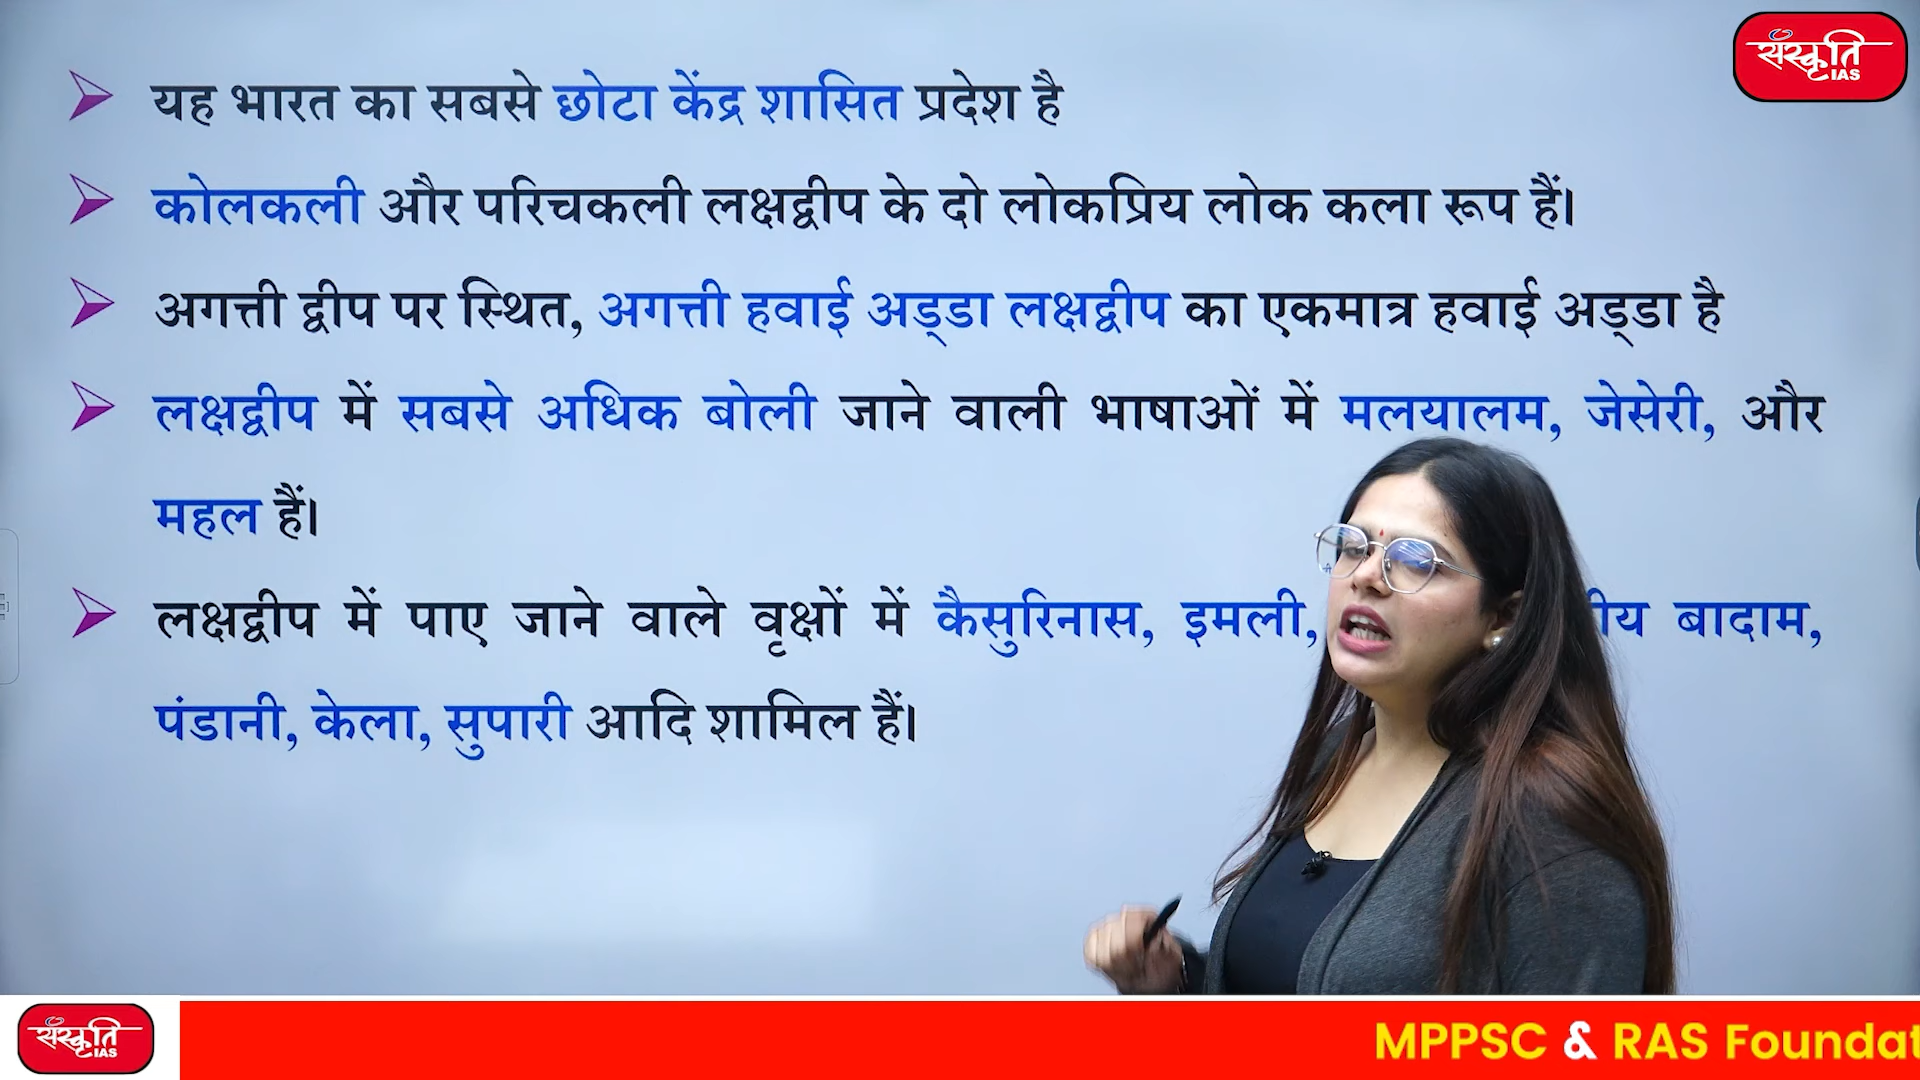 संस्कृति
IAS
यह भारत का सबसे छोटा केंद्र शासित प्रदेश है
कोलकली और परिचकली लक्षद्वीप के दो लोकप्रिय लोक कला रूप हैं।
अगत्ती द्वीप पर स्थित, अगत्ती हवाई अड्डा लक्षद्वीप का एकमात्र हवाई अड्डा है
लक्षद्वीप में सबसे अधिक बोली जाने वाली भाषाओं में मलयालम, जेसेरी, और
महल हैं।
लक्षद्वीप में पाए जाने वाले वृक्षों में कैसुरिनास, इमली, बादाम,
पंडानी, केला, सुपारी आदि शामिल हैं।
संस्कृति
IAS
MPPSC & RAS Foundat